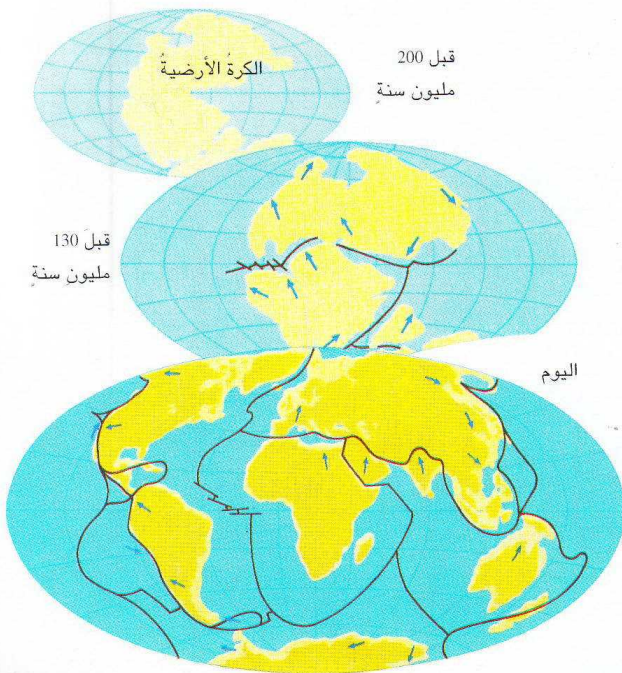 الكرةُ الأرضيةُ
قبل 200
مليون سنةٍ
قبلَ 130
مليونِ سنةٍ
اليوم